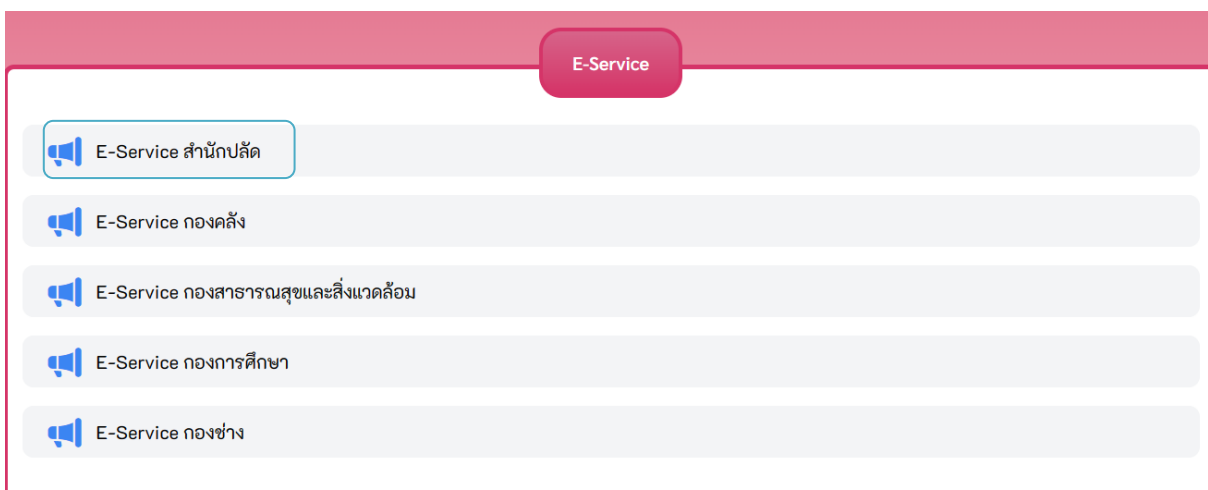 E-Service
E-Service สำนักปลัด
E-Service กองคลัง
E-Service กองสาธารณสุขและสิ่งแวดล้อม
E-Service กองการศึกษา
E-Service กองช่าง